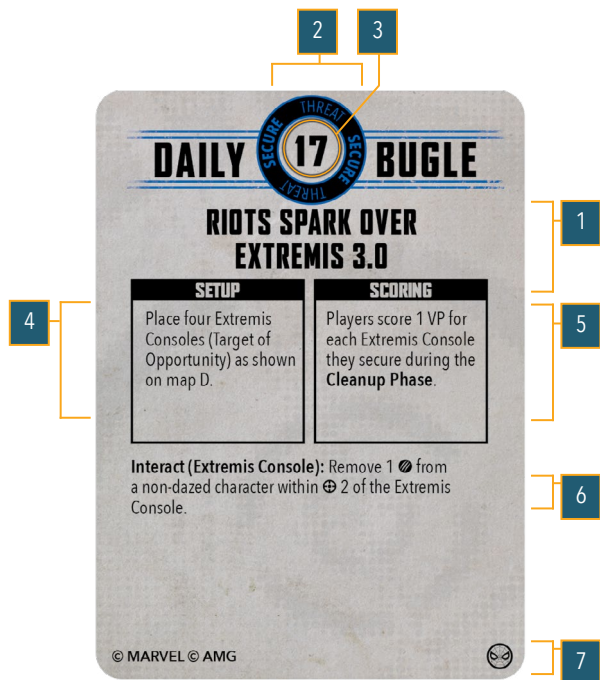 2
3
THREAT
SECURE
17
SECURE
THREAT
DAILY
BUGLE
RIOTS SPARK OVER
EXTREMIS 3.0
1
SETUP
SCORING
4
5
Place four Extremis
Consoles (Target of
Opportunity) as shown
on map D.
Players score 1 VP for
each Extremis Console
they secure during the
Cleanup Phase.
Interact (Extremis Console): Remove 1 from
a non-dazed character within 2 of the Extremis
Console.
6
© MARVEL © AMG
7